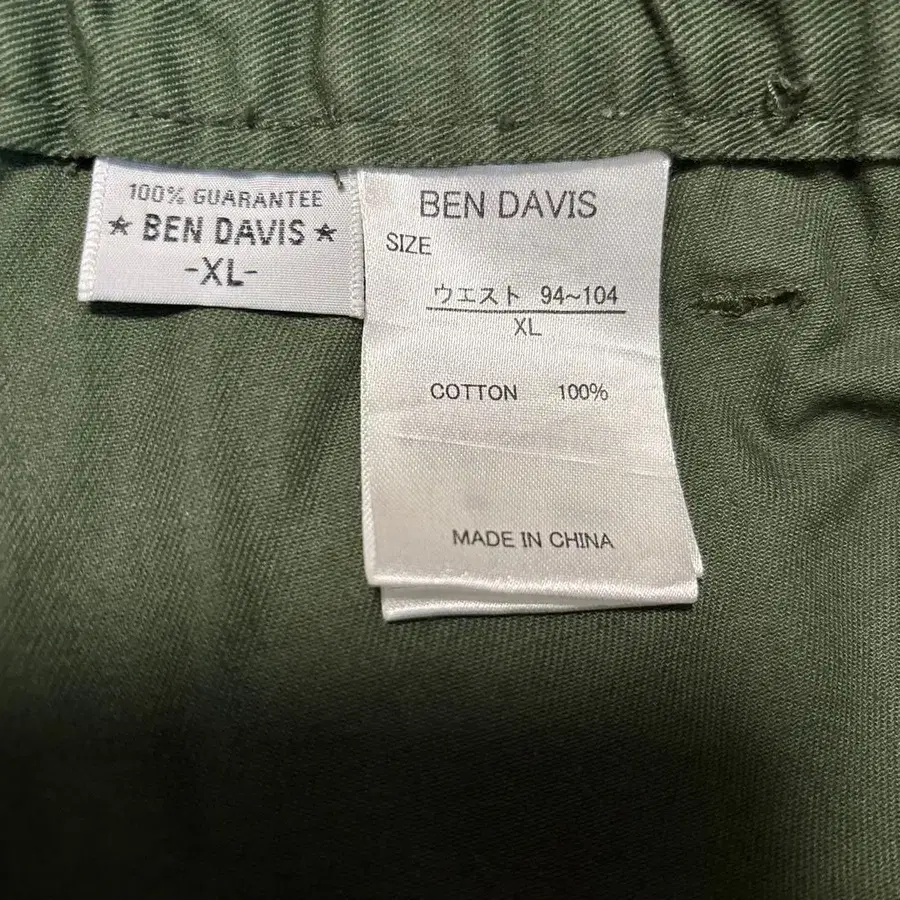 100% GUARANTEE
★ BEN DAVIS ★
-XL-
BEN DAVIS
SIZE
ウエスト 94~104
XL
COTTON 100%
MADE IN CHINA